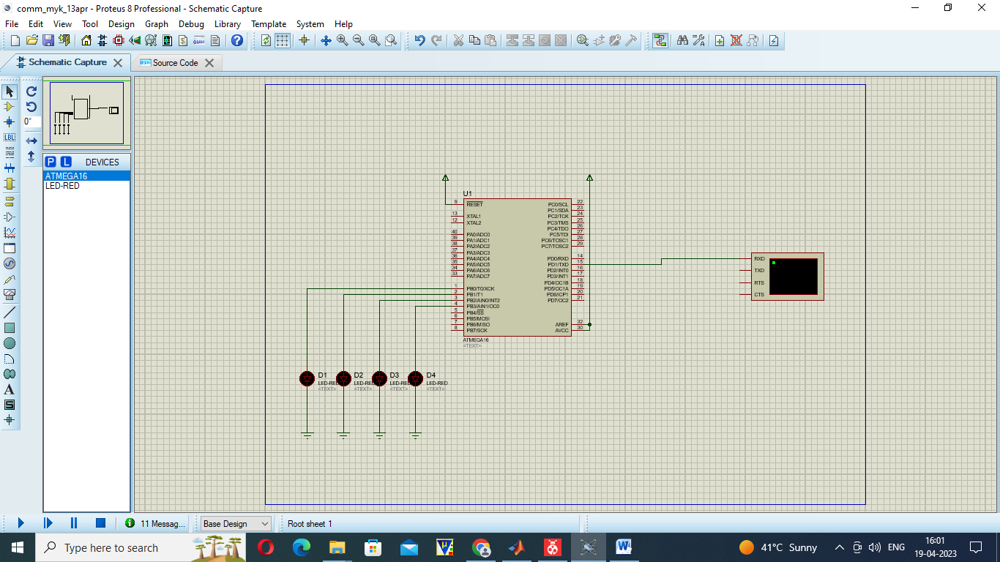 comm_myk_13apr - Proteus 8 Professional - Schematic Capture
File Edit View Tool Design Graph Debug Library Template System Help
Schematic Capture
Source Code
0°
LBL
A
S
P L DEVICES
ATMEGA16
LED-RED
U1
9 RESET
13 XTAL1
12 XTAL2
40 PA0/ADC0
39 PA1/ADC1
38 PA2/ADC2
37 PA3/ADC3
36 PA4/ADC4
35 PA5/ADC5
34 PA6/ADC6
33 PA7/ADC7
1 PB0/T0/XCK
2 PB1/T1
3 PB2/AIN0/INT2
4 PB3/AIN1/OC0
5 PB4/SS
6 PB5/MOSI
7 PB6/MISO
8 PB7/SCK
PC0/SCL 22
PC1/SDA 23
PC2/TCK 24
PC3/TMS 25
PC4/TDO 26
PC5/TDI 27
PC6/TOSC1 28
PC7/TOSC2 29
PD0/RXD 14
PD1/TXD 15
PD2/INT0 16
PD3/INT1 17
PD4/OC1B 18
PD5/OC1A 19
PD6/ICP1 20
PD7/OC2 21
AREF 32
AVCC 30
ATMEGA16
<TEXT>
RXD
TXD
RTS
CTS
D1
LED-RED
<TEXT>
D2
LED-RED
<TEXT>
D3
LED-RED
<TEXT>
D4
LED-RED
<TEXT>
11 Messag...
Base Design
Root sheet 1
Type here to search
41°C Sunny
ENG
16:01
19-04-2023